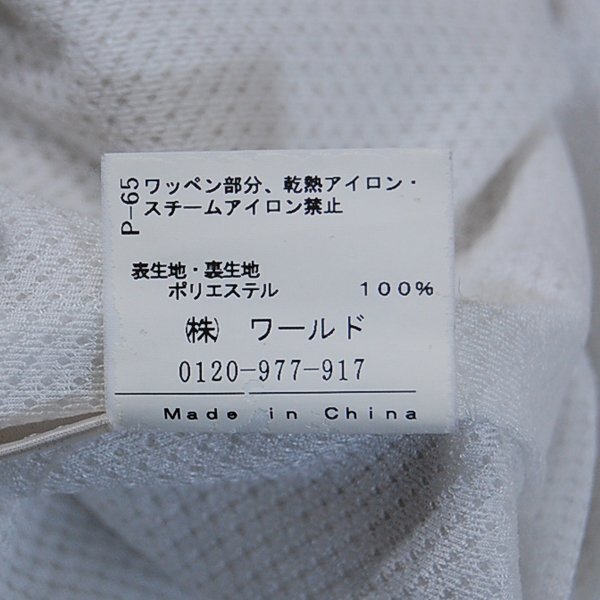 P-65
ワッペン部分、乾熱アイロン・
スチームアイロン禁止
表生地・裏生地
ポリエステル 100%
㈱ ワールド
0120-977-917
Made in China